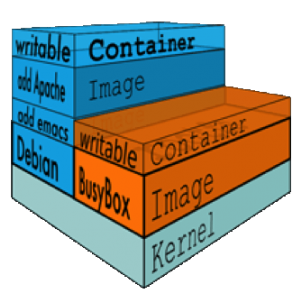 writable Container
add Apache Image
add emacs
Debian
writable Container
BusyBox Image
Kernel